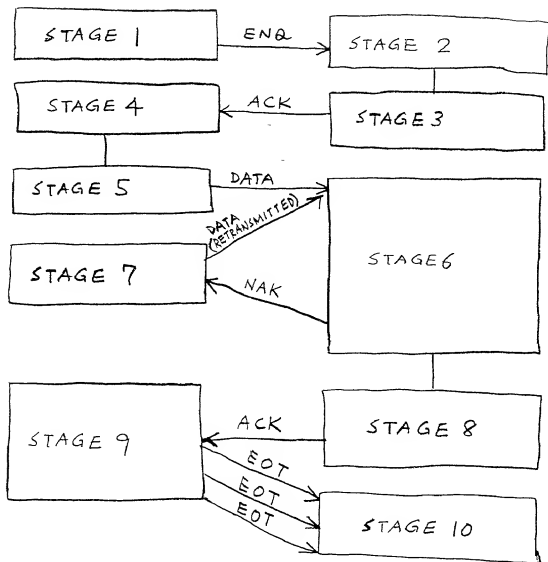 STAGE 1
ENQ
STAGE 2
STAGE 4
ACK
STAGE 3
STAGE 5
DATA
DATA
(RETRANSMITTED)
STAGE 6
STAGE 7
NAK
STAGE 9
ACK
STAGE 8
EOT
EOT
EOT
STAGE 10